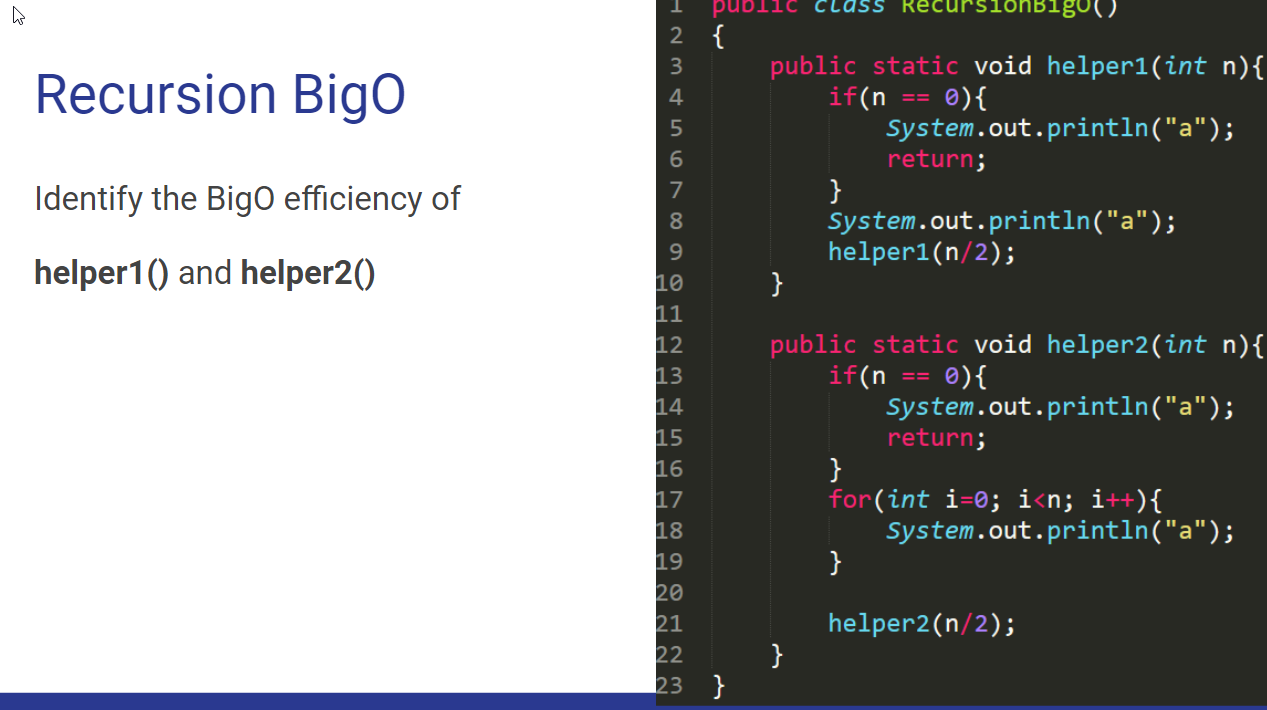 Recursion BigO
Identify the BigO efficiency of
helper1() and helper2()
1 public class RecursionBigO()
2 {
3     public static void helper1(int n){
4         if(n == 0){
5             System.out.println("a");
6             return;
7         }
8         System.out.println("a");
9         helper1(n/2);
10     }
11
12     public static void helper2(int n){
13         if(n == 0){
14             System.out.println("a");
15             return;
16         }
17         for(int i=0; i<n; i++){
18             System.out.println("a");
19         }
20
21         helper2(n/2);
22     }
23 }